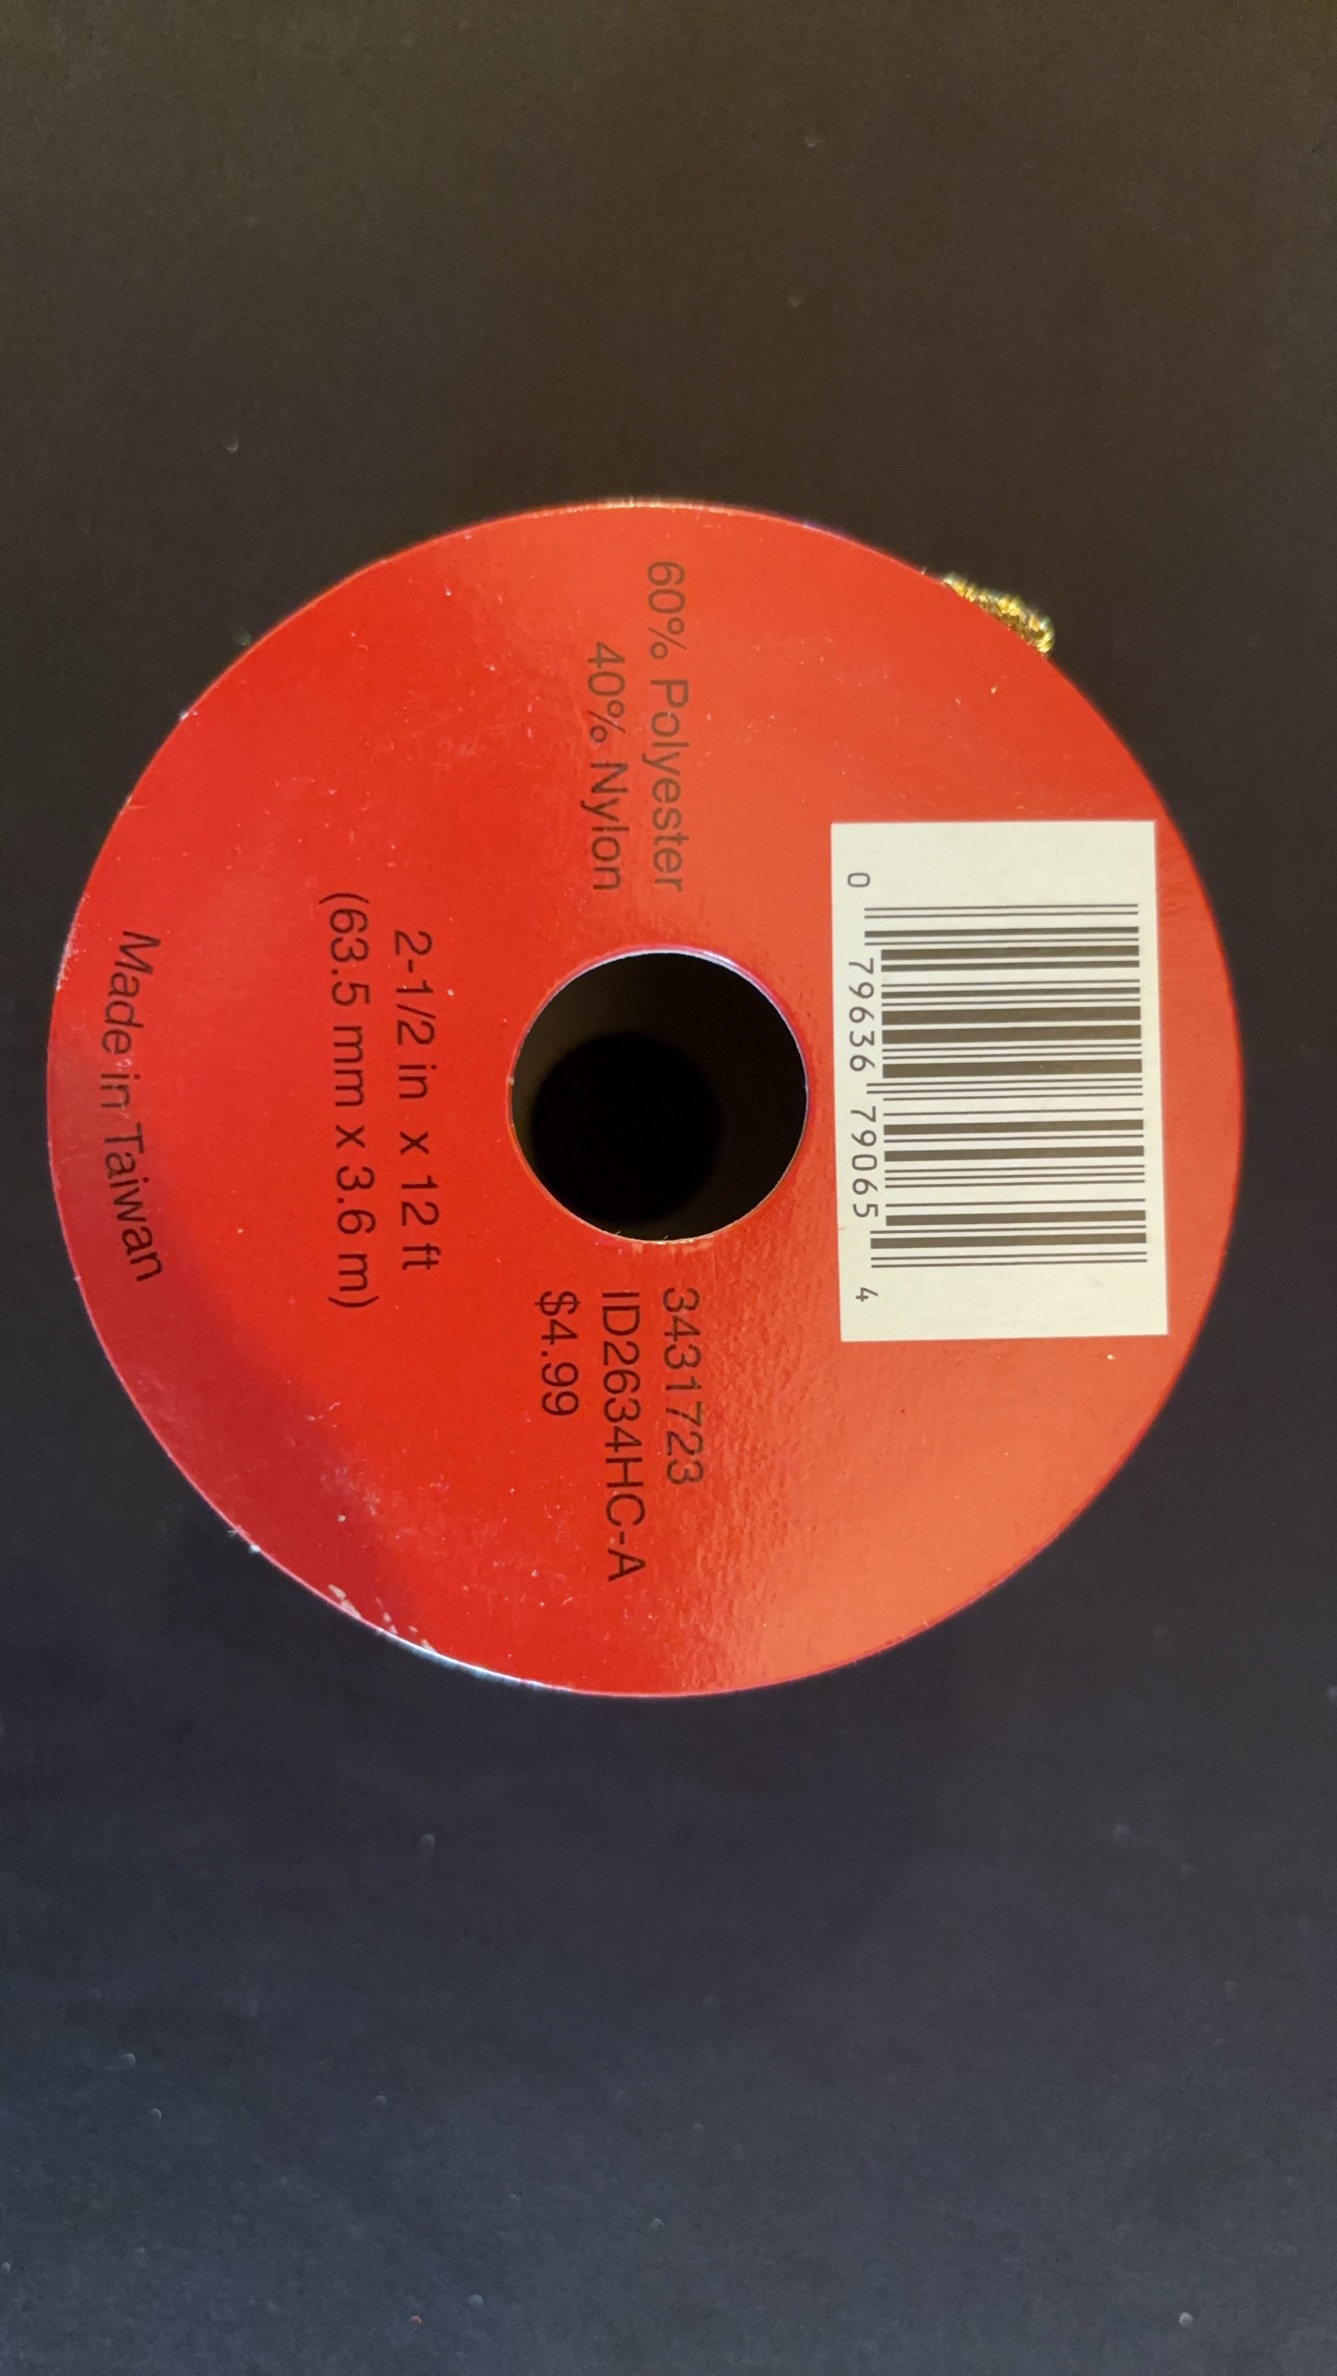 0 79636 79065 4
60% Polyester
40% Nylon
3431723
ID2634HC-A
$4.99
2-1/2 in x 12 ft
(63.5 mm x 3.6 m)
Made in Taiwan